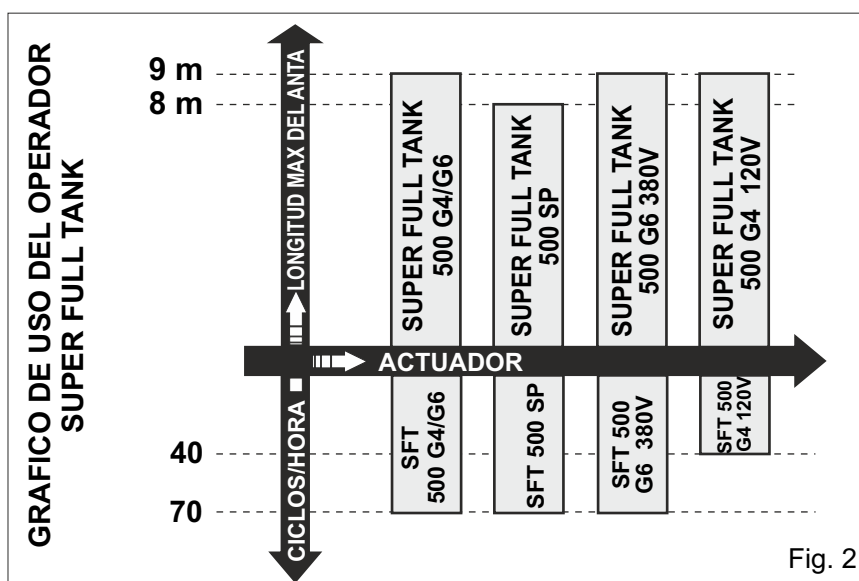 GRAFICO DE USO DEL OPERADOR
SUPER FULL TANK
9 m
8 m
40
70
LONGITUD MAX DEL ANTA
CICLOS/HORA
ACTUADOR
SUPER FULL TANK
500 G4/G6
SUPER FULL TANK
500 SP
SUPER FULL TANK
500 G6 380V
SUPER FULL TANK
500 G4 120V
SFT
500 G4/G6
SFT 500 SP
SFT 500
G6 380V
SFT 500
G4 120V
Fig. 2